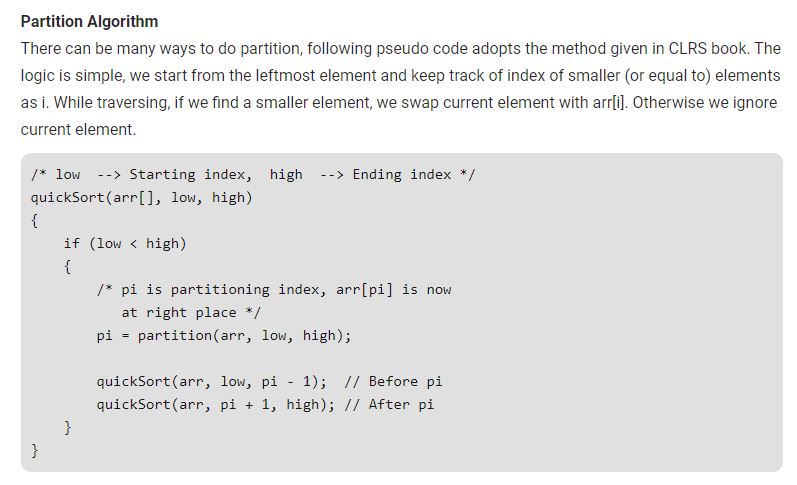 Partition Algorithm
There can be many ways to do partition, following pseudo code adopts the method given in CLRS book. The
logic is simple, we start from the leftmost element and keep track of index of smaller (or equal to) elements
as i. While traversing, if we find a smaller element, we swap current element with arr[i]. Otherwise we ignore
current element.
/* low  --> Starting index,  high  --> Ending index */
quickSort(arr[], low, high)
{
    if (low < high)
    {
        /* pi is partitioning index, arr[pi] is now
           at right place */
        pi = partition(arr, low, high);

        quickSort(arr, low, pi - 1);  // Before pi
        quickSort(arr, pi + 1, high); // After pi
    }
}